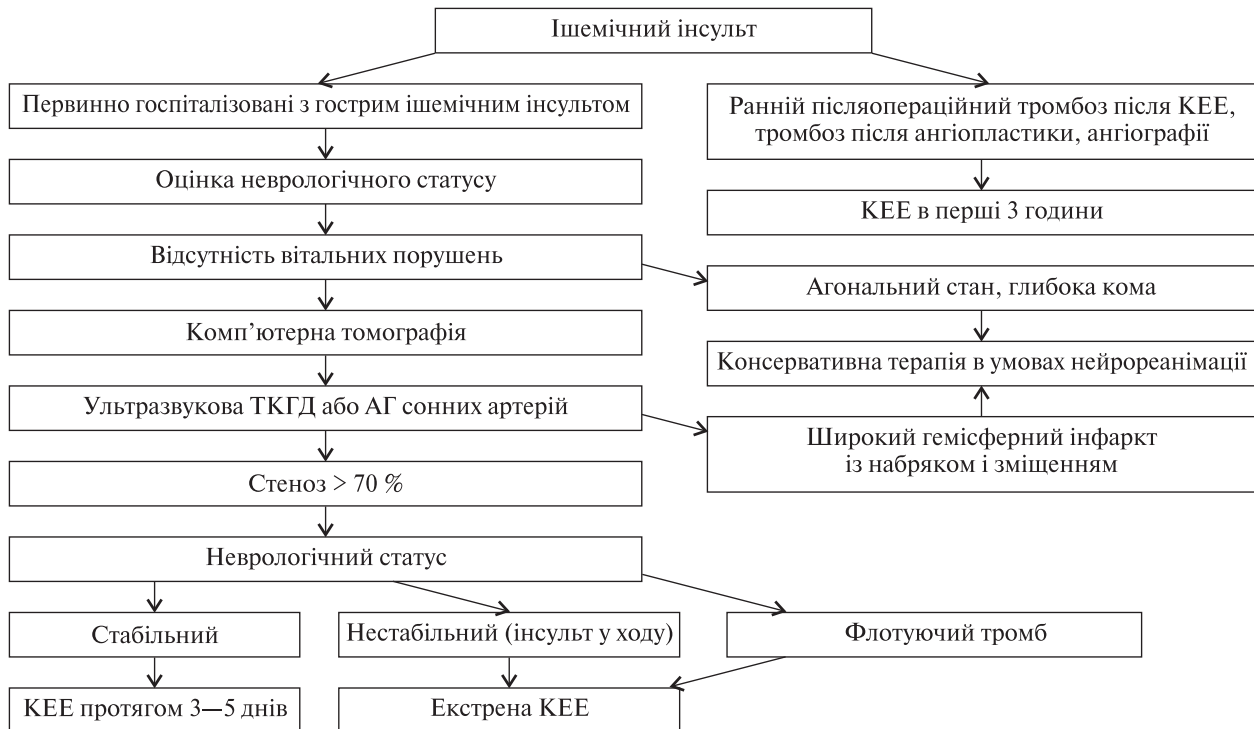 Ішемічний інсульт
Первинно госпіталізовані з гострим ішемічним інсультом
Ранній післяопераційний тромбоз після КЕЕ,
тромбоз після ангіопластики, ангіографії
Оцінка неврологічного статусу
КЕЕ в перші 3 години
Відсутність вітальних порушень
Агональний стан, глибока кома
Комп’ютерна томографія
Консервативна терапія в умовах нейрореанімації
Ультразвукова ТКГД або АГ сонних артерій
Широкий гемісферний інфаркт
із набряком і зміщенням
Стеноз > 70 %
Неврологічний статус
Стабільний
Нестабільний (інсульт у ходу)
Флотуючий тромб
КЕЕ протягом 3—5 днів
Екстрена КЕЕ